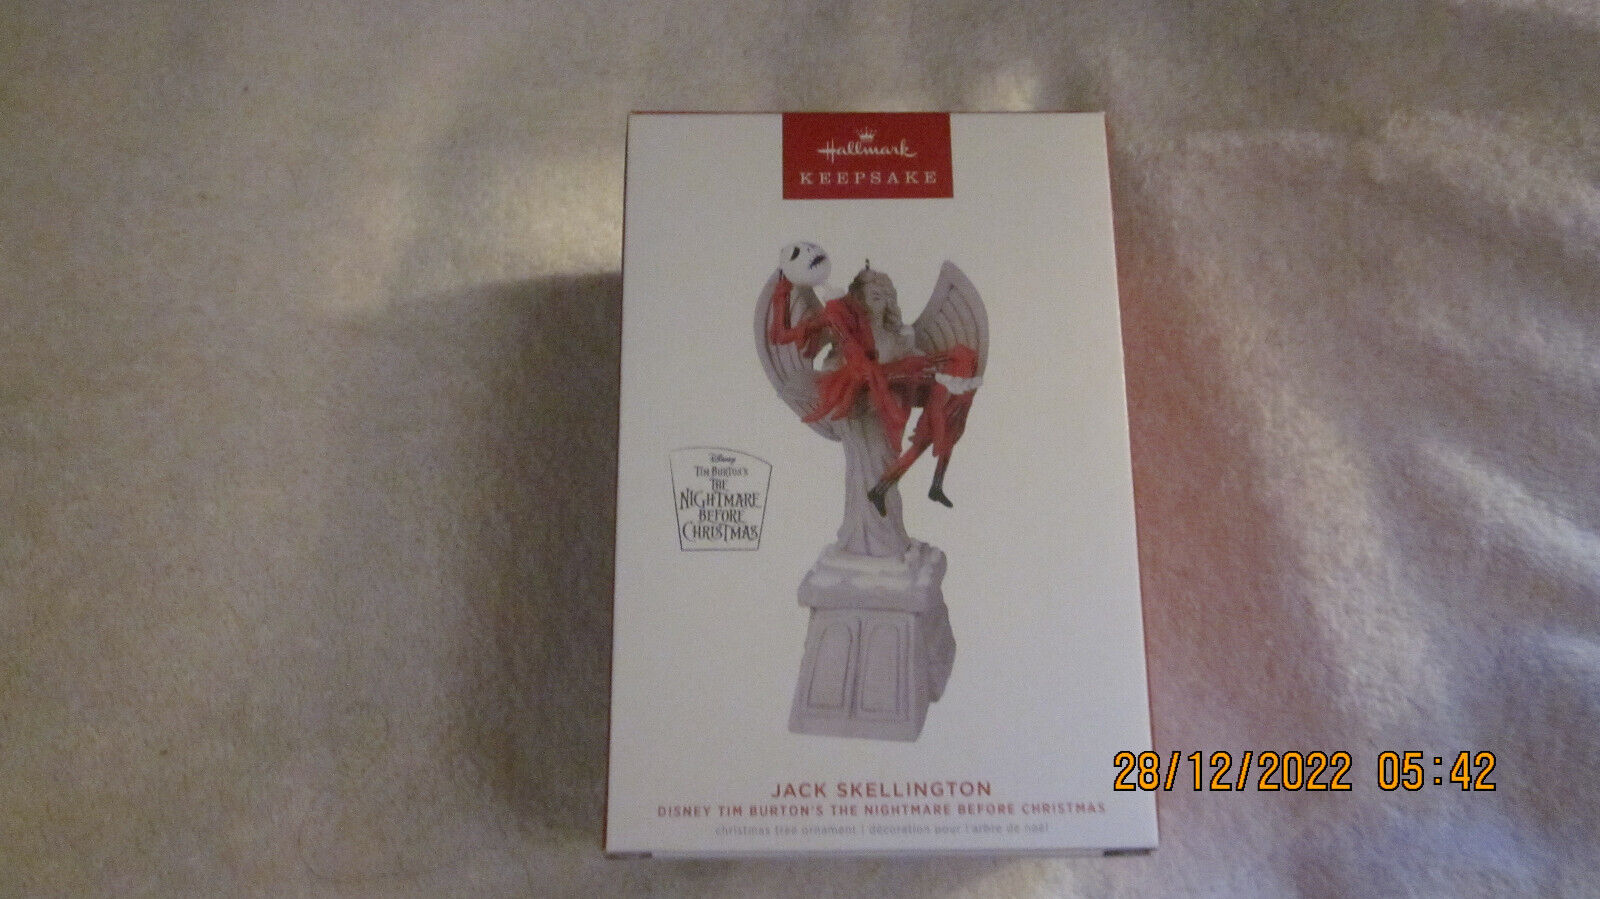 Hallmark
KEEPSAKE
Disney
TIM BURTON'S
THE
NIGHTMARE
BEFORE
CHRISTMAS
JACK SKELLINGTON
DISNEY TIM BURTON'S THE NIGHTMARE BEFORE CHRISTMAS
christmas tree ornament | décoration pour l'arbre de noël
28/12/2022 05:42